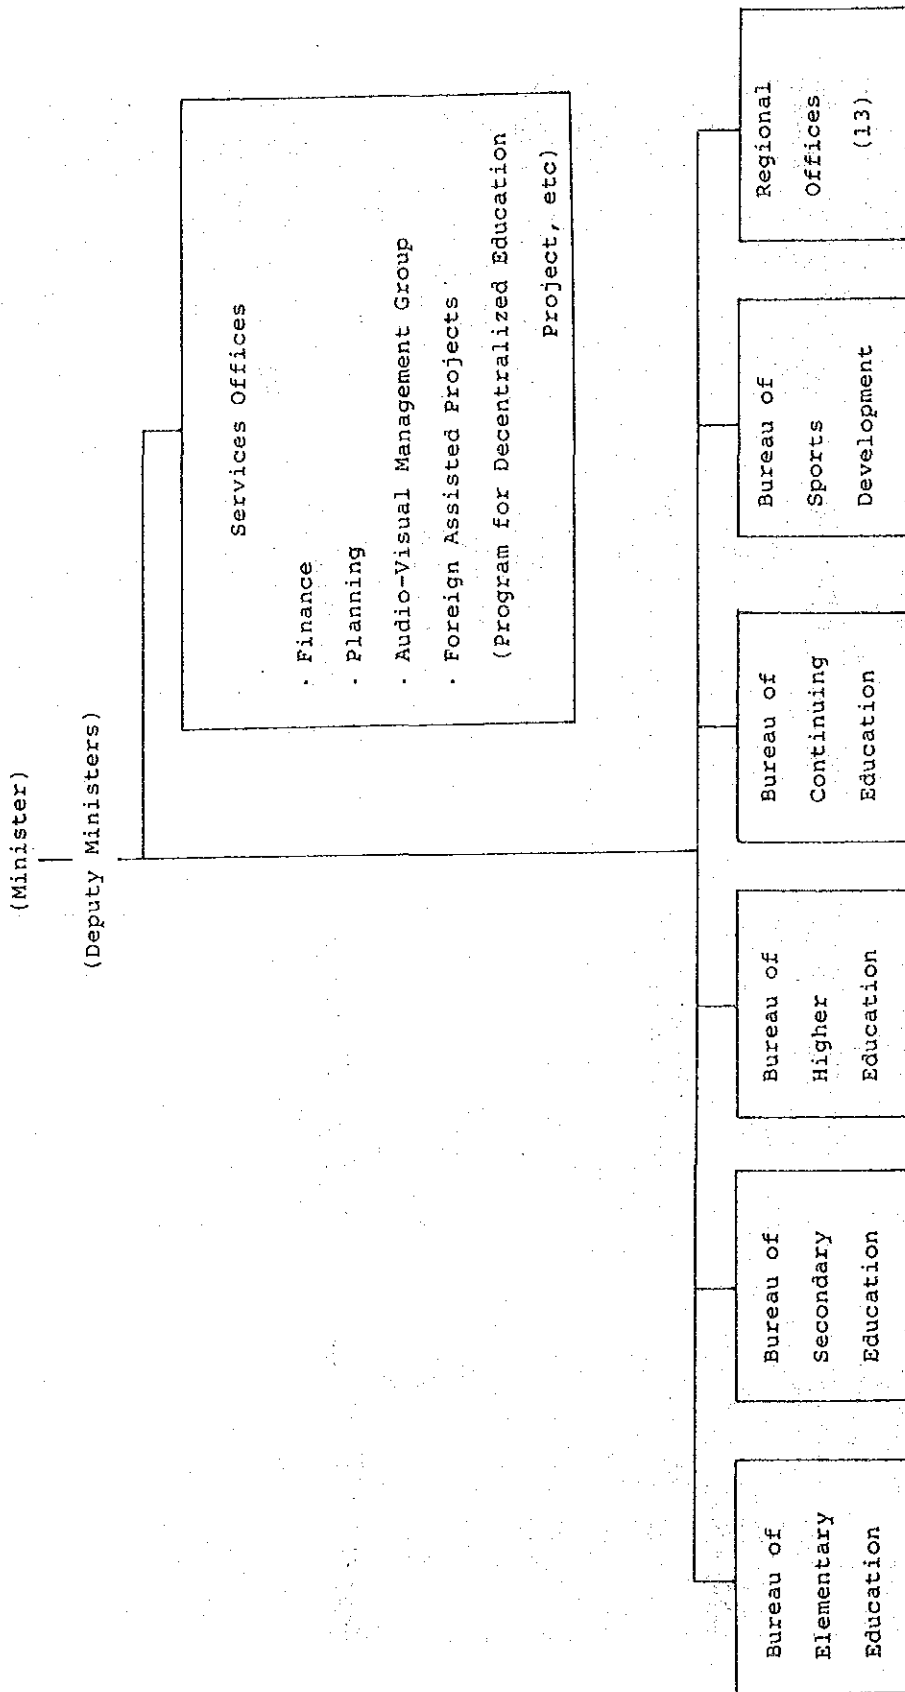 (Minister)
(Deputy Ministers)
Services Offices
· Finance
· Planning
· Audio-Visual Management Group
· Foreign Assisted Projects
(Program for Decentralized Education
Project, etc)
Bureau of
Elementary
Education
Bureau of
Secondary
Education
Bureau of
Higher
Education
Bureau of
Continuing
Education
Bureau of
Sports
Development
Regional
Offices
(13)